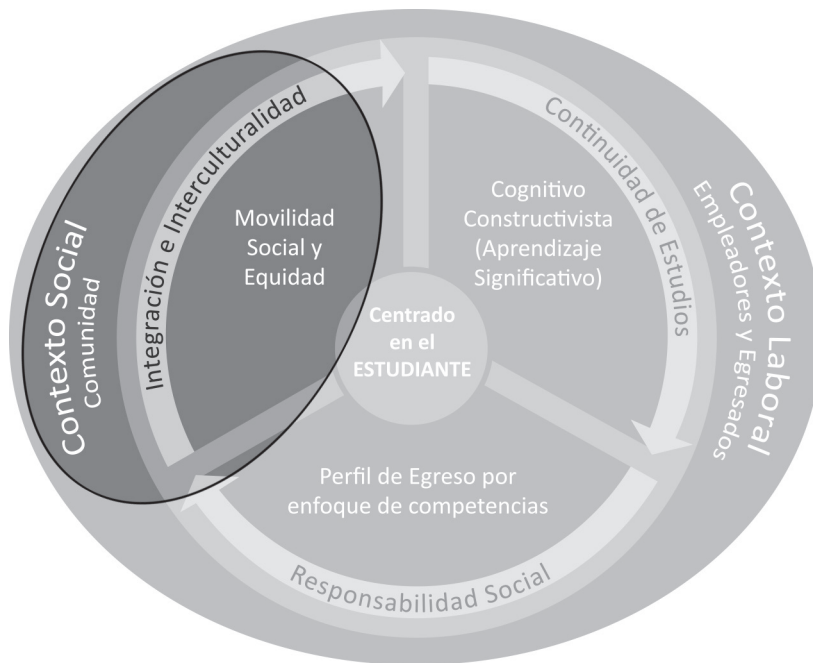 Contexto Social
Comunidad
Integración e Interculturalidad
Movilidad
Social y
Equidad
Cognitivo
Constructivista
(Aprendizaje
Significativo)
Continuidad de Estudios
Contexto Laboral
Empleadores y Egresados
Centrado
en el
ESTUDIANTE
Perfil de Egreso por
enfoque de competencias
Responsabilidad Social